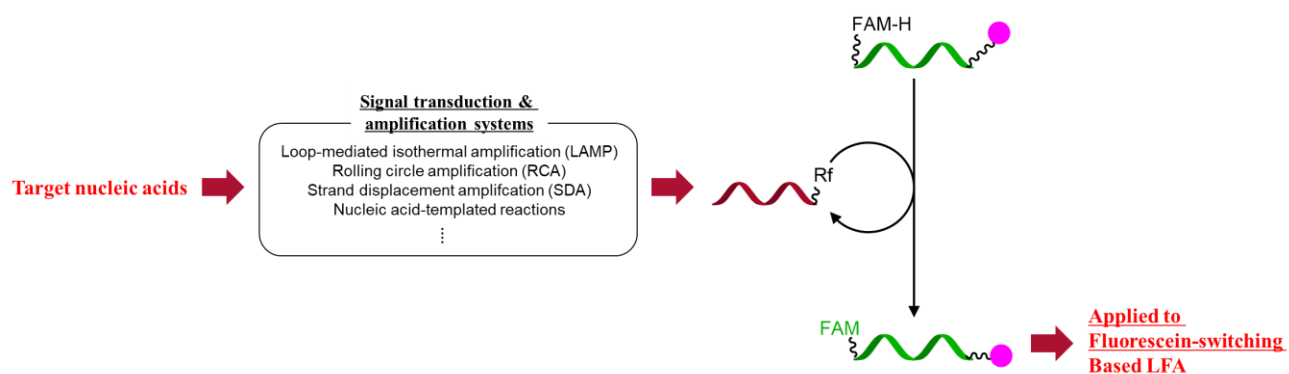 FAM-H
Signal transduction &
amplification systems
Loop-mediated isothermal amplification (LAMP)
Rolling circle amplification (RCA)
Strand displacement amplifcation (SDA)
Nucleic acid-templated reactions
⋮
Target nucleic acids
Rf
FAM
Applied to
Fluorescein-switching
Based LFA